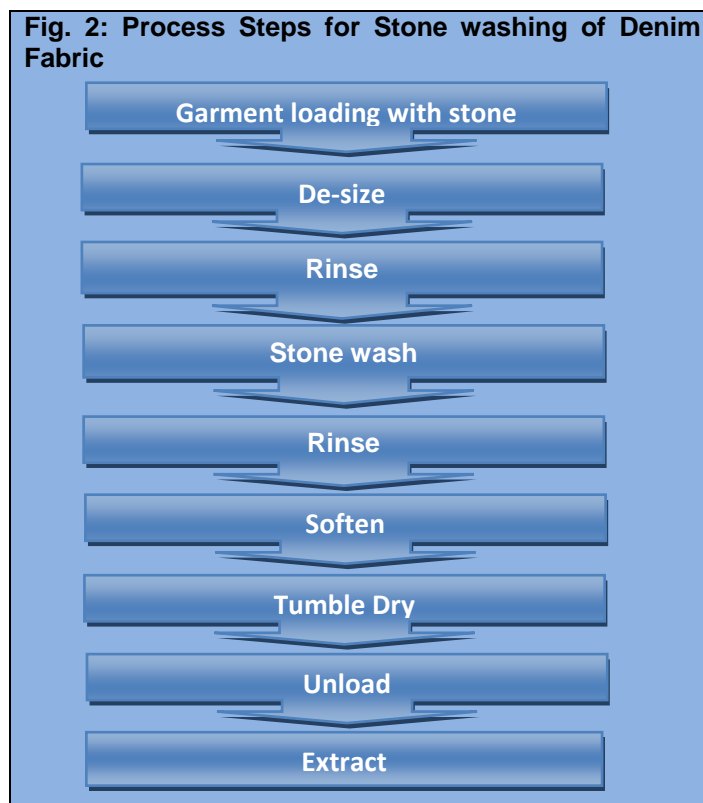 Fig. 2: Process Steps for Stone washing of Denim
Fabric
Garment loading with stone
De-size
Rinse
Stone wash
Rinse
Soften
Tumble Dry
Unload
Extract